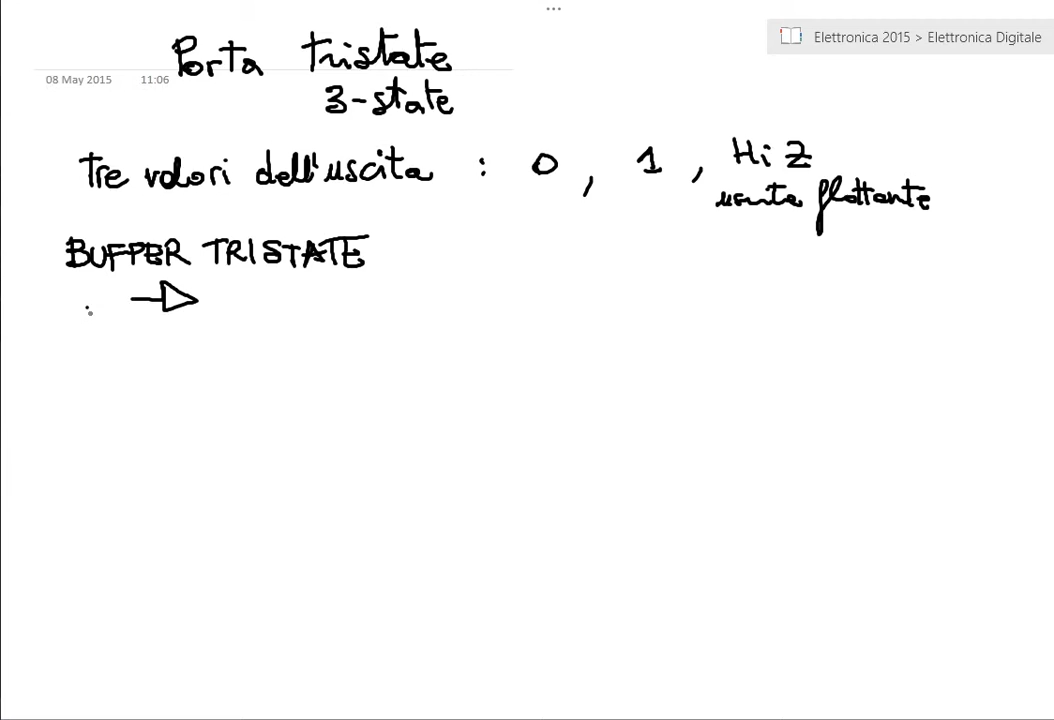 Elettronica 2015 > Elettronica Digitale
Porta tristate
08 May 2015 11:06
3-state
Tre valori dell'uscita : 0 , 1 , Hi Z
uscita flottante
BUFFER TRISTATE